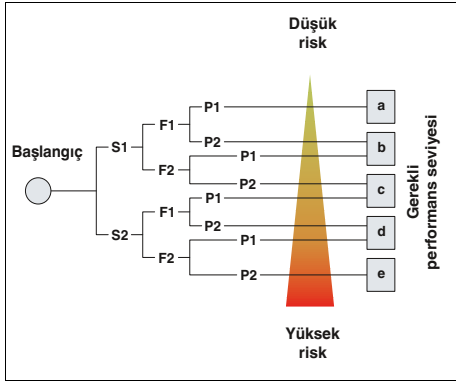 Düşük
risk
P1
a
F1
P2
b
Başlangıç
S1
P1
F2
P2
c
P1
F1
P2
d
S2
P1
F2
P2
e
Gerekli
performans seviyesi
Yüksek
risk